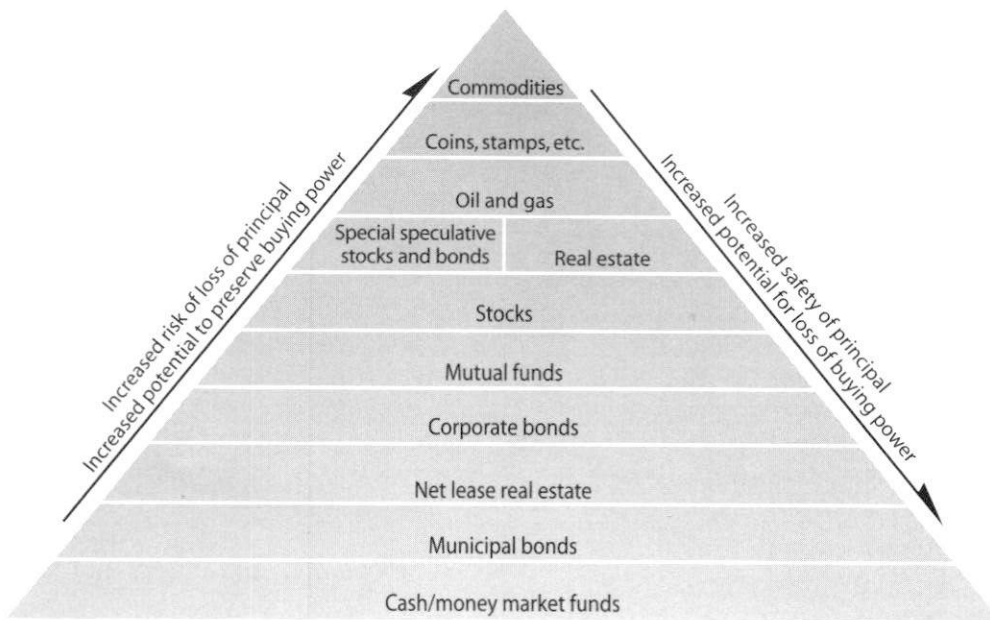 Commodities
Coins, stamps, etc.
Oil and gas
Special speculative
stocks and bonds
Real estate
Stocks
Mutual funds
Corporate bonds
Net lease real estate
Municipal bonds
Cash/money market funds
Increased risk of loss of principal
Increased potential to preserve buying power
Increased safety of principal
Increased potential for loss of buying power